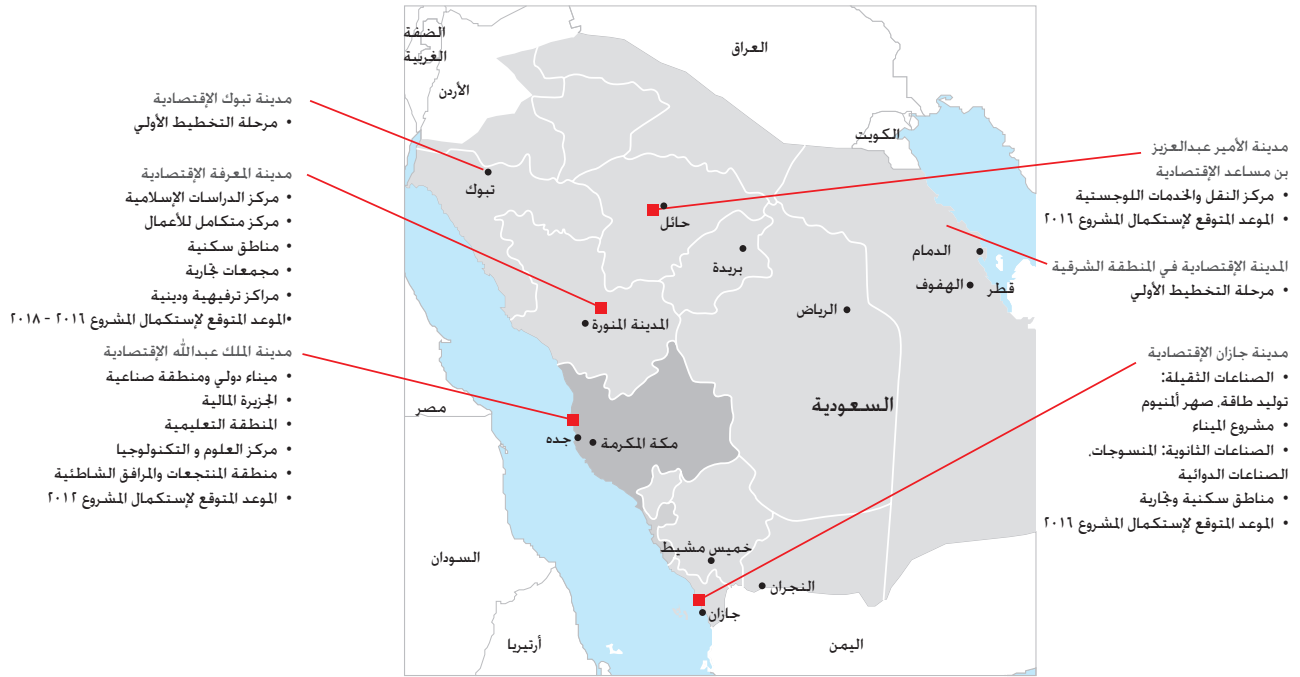 مدينة تبوك الإقتصادية
• مرحلة التخطيط الأولي
مدينة المعرفة الإقتصادية
• مركز الدراسات الإسلامية
• مركز متكامل للأعمال
• مناطق سكنية
• مجمعات تجارية
• مراكز ترفيهية ودينية
•الموعد المتوقع لإستكمال المشروع ٢٠١٦ - ٢٠١٨
مدينة الملك عبدالله الإقتصادية
• ميناء دولي ومنطقة صناعية
• الجزيرة المالية
• المنطقة التعليمية
• مركز العلوم و التكنولوجيا
• منطقة المنتجعات والمرافق الشاطئية
• الموعد المتوقع لإستكمال المشروع ٢٠١٢
الضفة
الغربية
الأردن
العراق
الكويت
تبوك
حائل
بريدة
الدمام
الهفوف
قطر
الرياض
المدينة المنورة
السعودية
مصر
جده
مكة المكرمة
خميس مشيط
السودان
النجران
جازان
أرتيريا
اليمن
مدينة الأمير عبدالعزيز
بن مساعد الإقتصادية
• مركز النقل والخدمات اللوجستية
• الموعد المتوقع لإستكمال المشروع ٢٠١٦
المدينة الإقتصادية في المنطقة الشرقية
• مرحلة التخطيط الأولي
مدينة جازان الإقتصادية
• الصناعات الثقيلة:
توليد طاقة، صهر ألمنيوم
• مشروع الميناء
• الصناعات الثانوية: المنسوجات،
الصناعات الدوائية
• مناطق سكنية وتجارية
• الموعد المتوقع لإستكمال المشروع ٢٠١٦